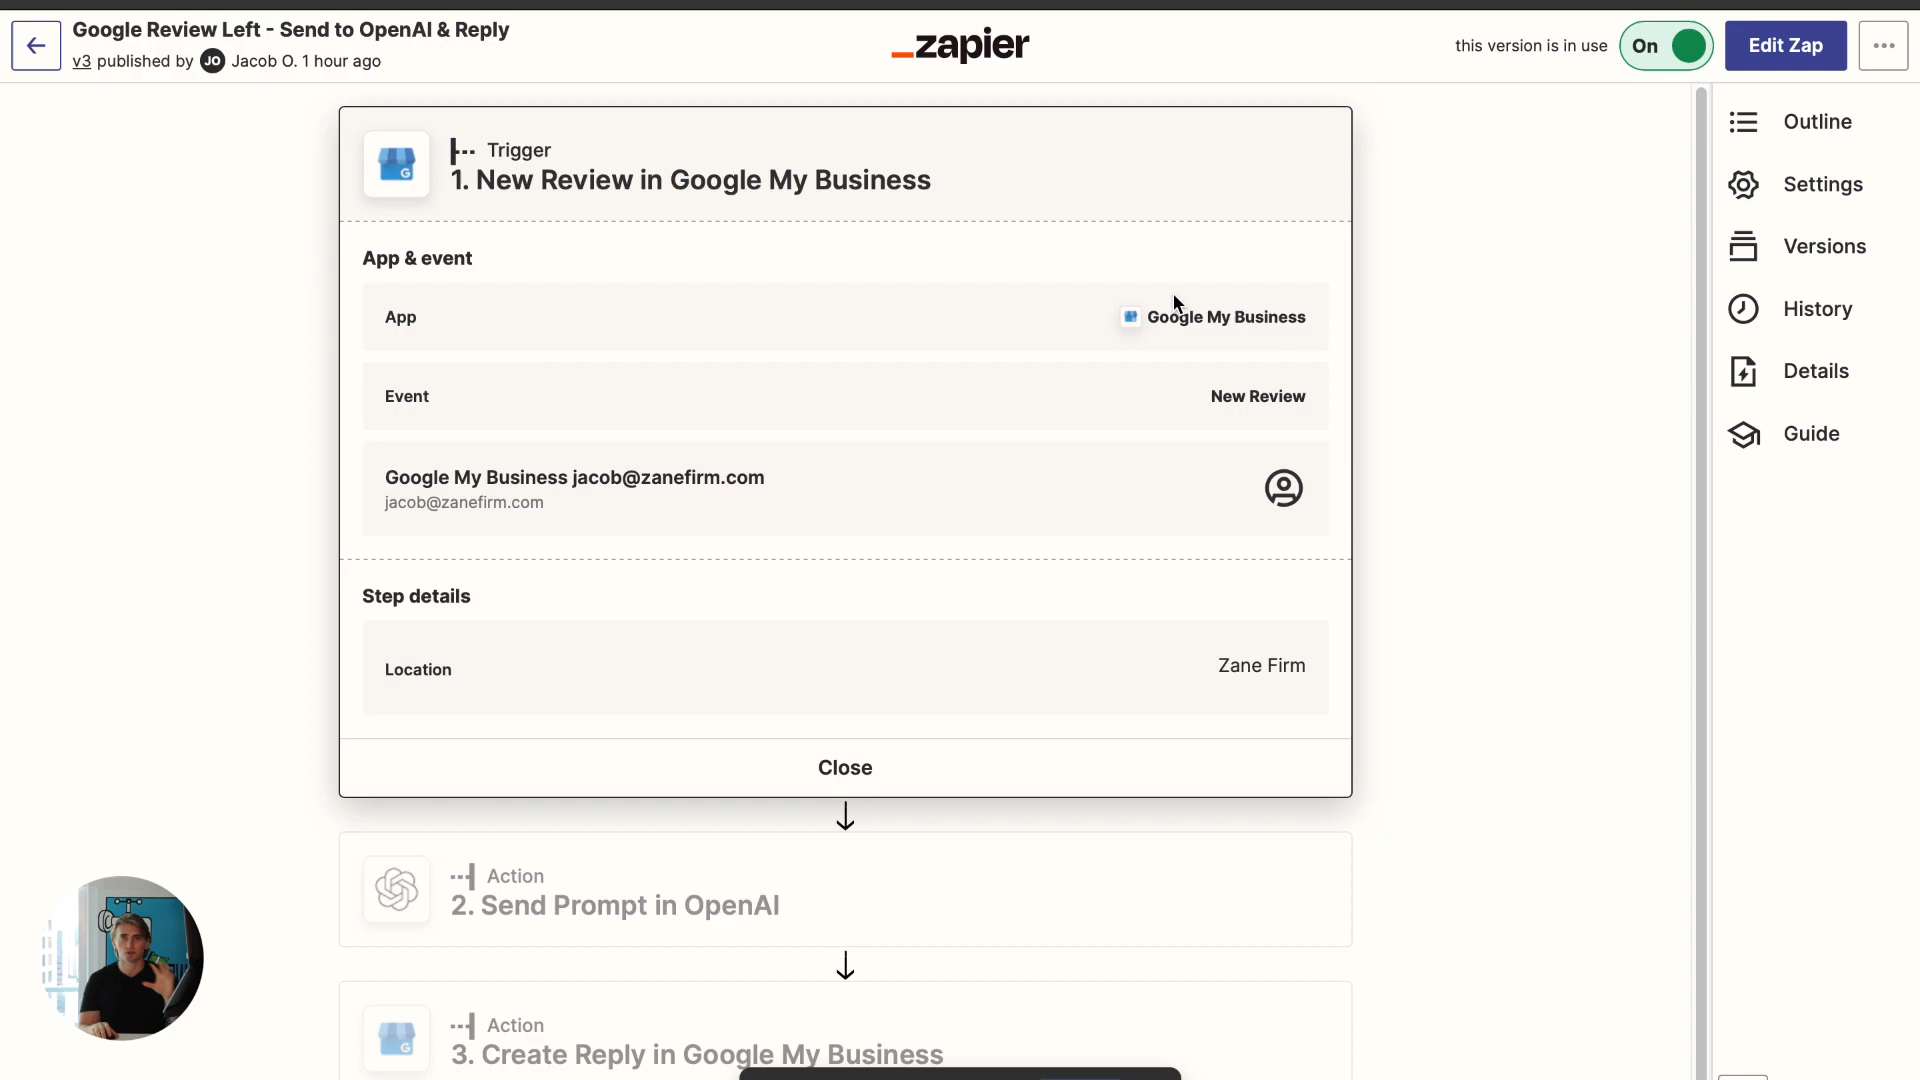 Google Review Left - Send to OpenAI & Reply
v3 published by JO Jacob O. 1 hour ago
zapier
this version is in use
On
Edit Zap
Trigger
1. New Review in Google My Business
App & event
App
Google My Business
Event
New Review
Google My Business jacob@zanefirm.com
jacob@zanefirm.com
Step details
Location
Zane Firm
Close
Action
2. Send Prompt in OpenAI
Action
3. Create Reply in Google My Business
Outline
Settings
Versions
History
Details
Guide